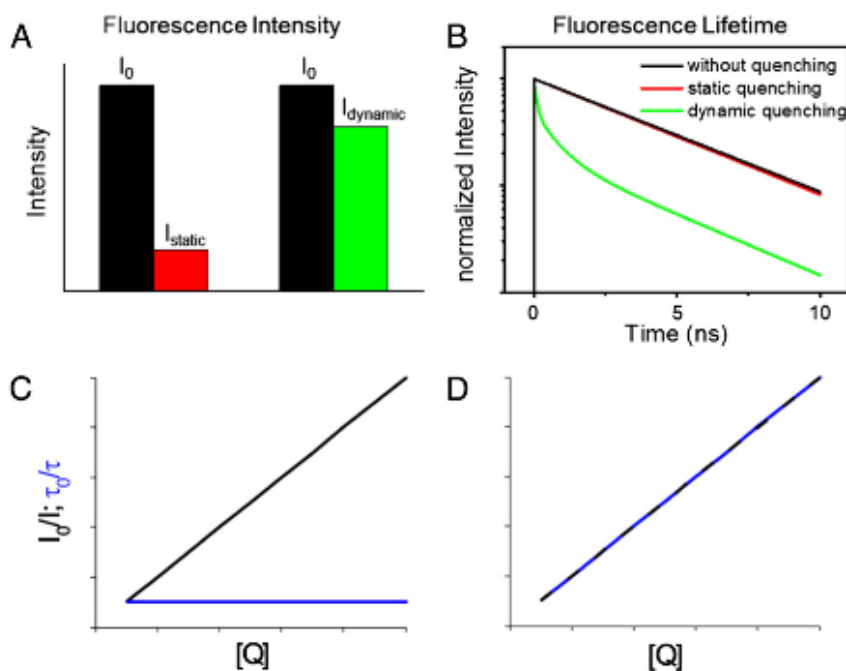 A
Fluorescence Intensity
I0
I0
Idynamic
Istatic
Intensity
B
Fluorescence Lifetime
without quenching
static quenching
dynamic quenching
normalized Intensity
0
5
10
Time (ns)
C
I0/I; τ0/τ
[Q]
D
[Q]